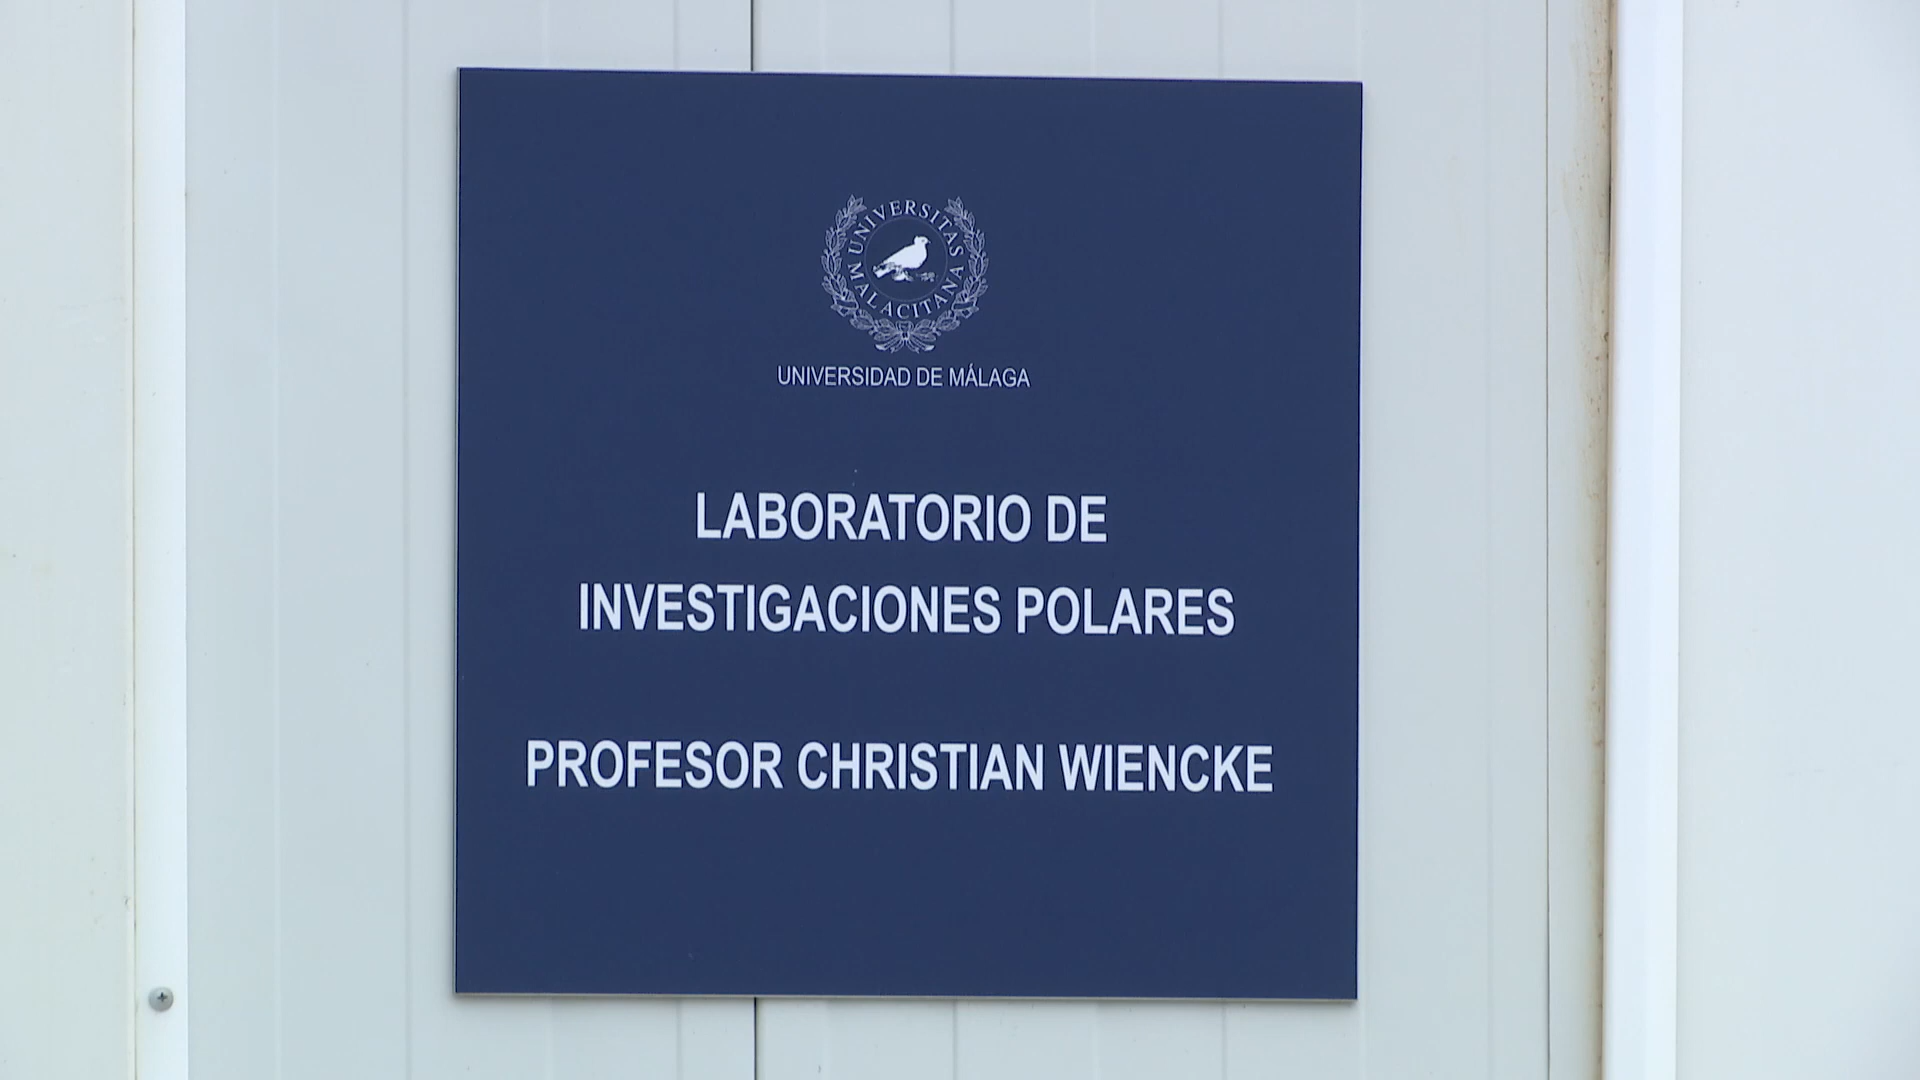 UNIVERSITAS
MALACITANA
UNIVERSIDAD DE MÁLAGA
LABORATORIO DE
INVESTIGACIONES POLARES
PROFESOR CHRISTIAN WIENCKE